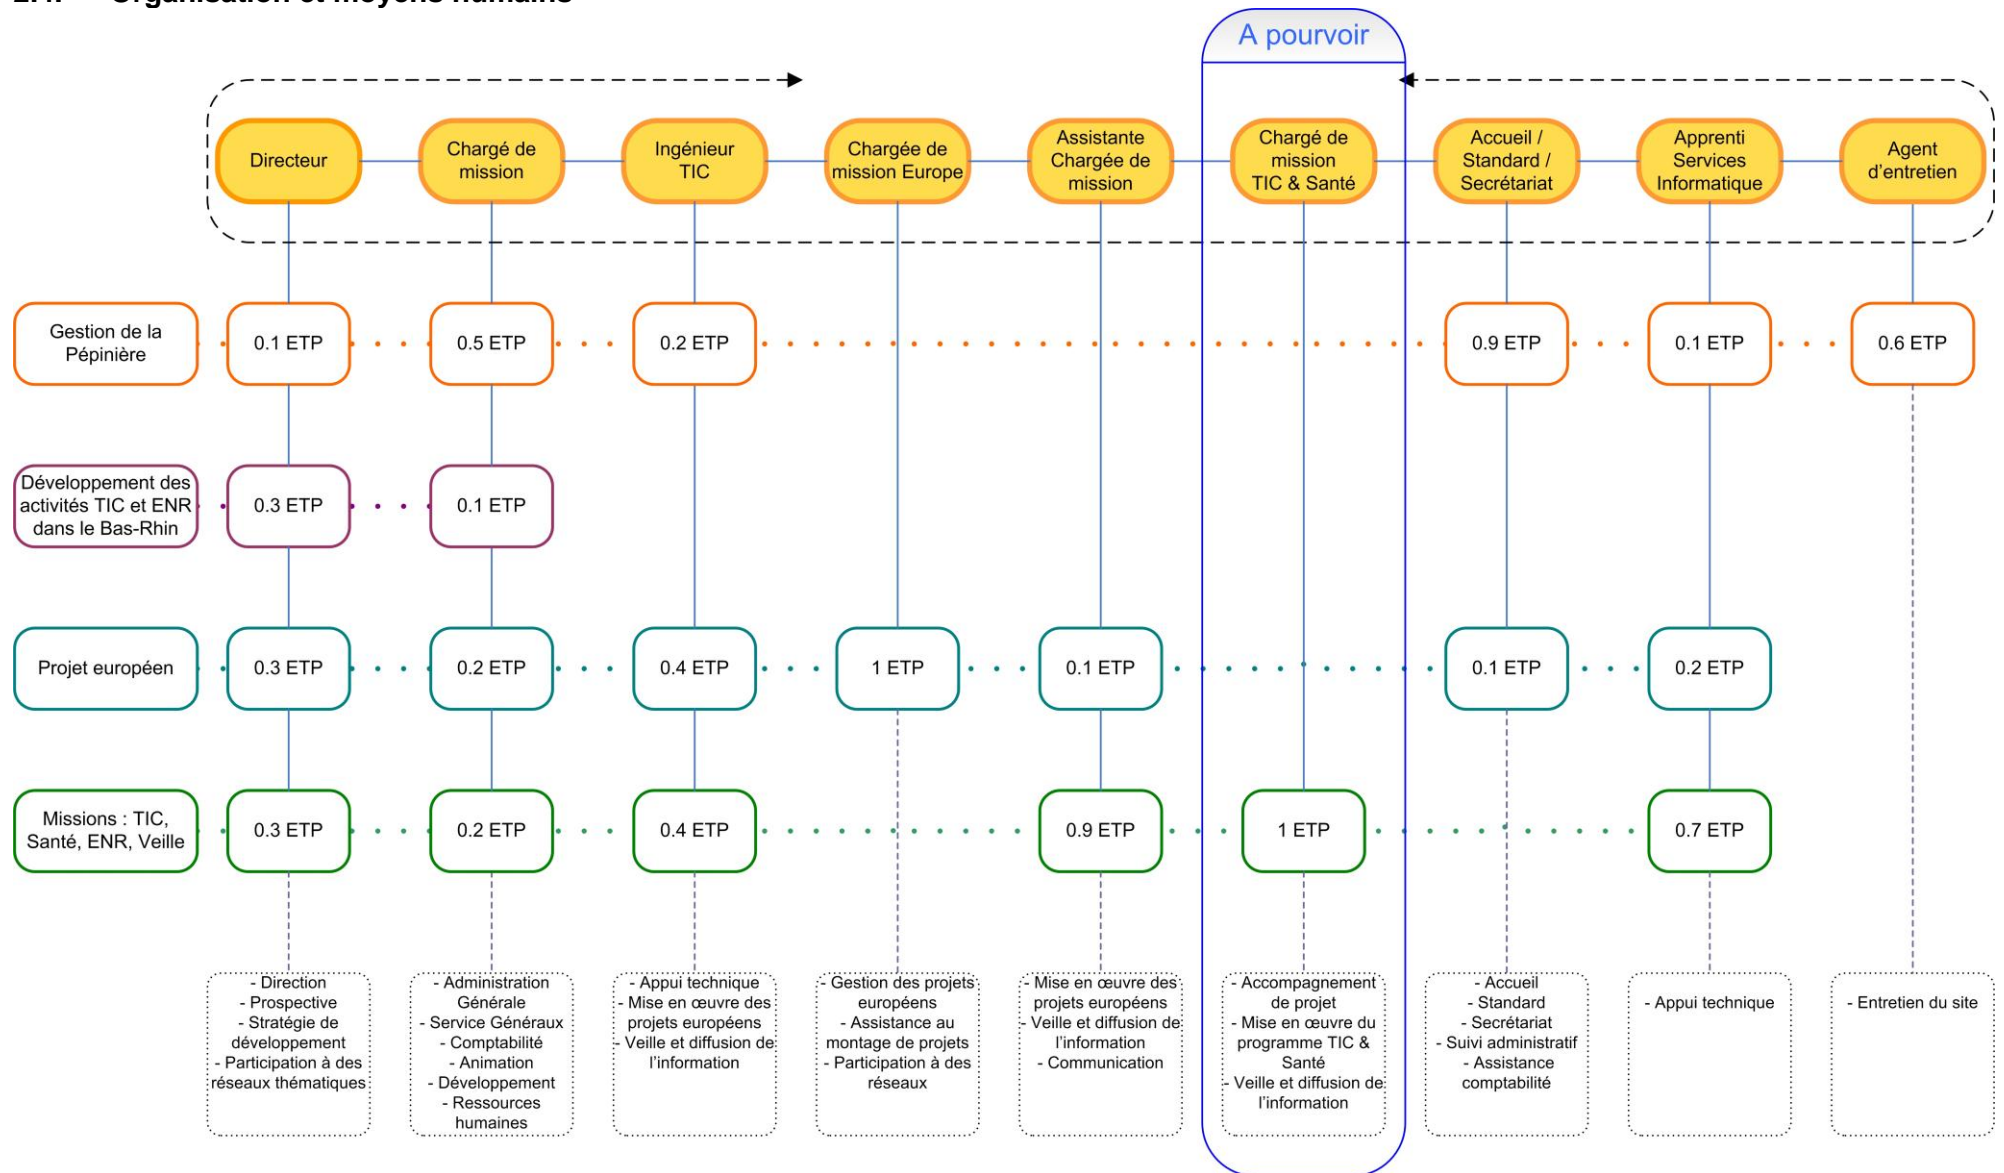 2.4. Organisation et moyens humains
A pourvoir
Directeur
Chargé de
mission
Ingénieur
TIC
Chargée de
mission Europe
Assistante
Chargée de
mission
Chargé de
mission
TIC & Santé
Accueil /
Standard /
Secrétariat
Apprenti
Services
Informatique
Agent
d'entretien
Gestion de la
Pépinière
0.1 ETP
0.5 ETP
0.2 ETP
0.9 ETP
0.1 ETP
0.6 ETP
Développement des
activités TIC et ENR
dans le Bas-Rhin
0.3 ETP
0.1 ETP
Projet européen
0.3 ETP
0.2 ETP
0.4 ETP
1 ETP
0.1 ETP
0.1 ETP
0.2 ETP
Missions : TIC,
Santé, ENR, Veille
0.3 ETP
0.2 ETP
0.4 ETP
0.9 ETP
1 ETP
0.7 ETP
- Direction
- Prospective
- Stratégie de
développement
- Participation à des
réseaux thématiques
- Administration
Générale
- Service Généraux
- Comptabilité
- Animation
- Développement
- Ressources
humaines
- Appui technique
- Mise en œuvre des
projets européens
- Veille et diffusion de
l'information
- Gestion des projets
européens
- Assistance au
montage de projets
- Participation à des
réseaux
- Mise en œuvre des
projets européens
- Veille et diffusion de
l'information
- Communication
- Accompagnement
de projet
- Mise en œuvre du
programme TIC &
Santé
- Veille et diffusion de
l'information
- Accueil
- Standard
- Secrétariat
- Suivi administratif
- Assistance
comptabilité
- Appui technique
- Entretien du site